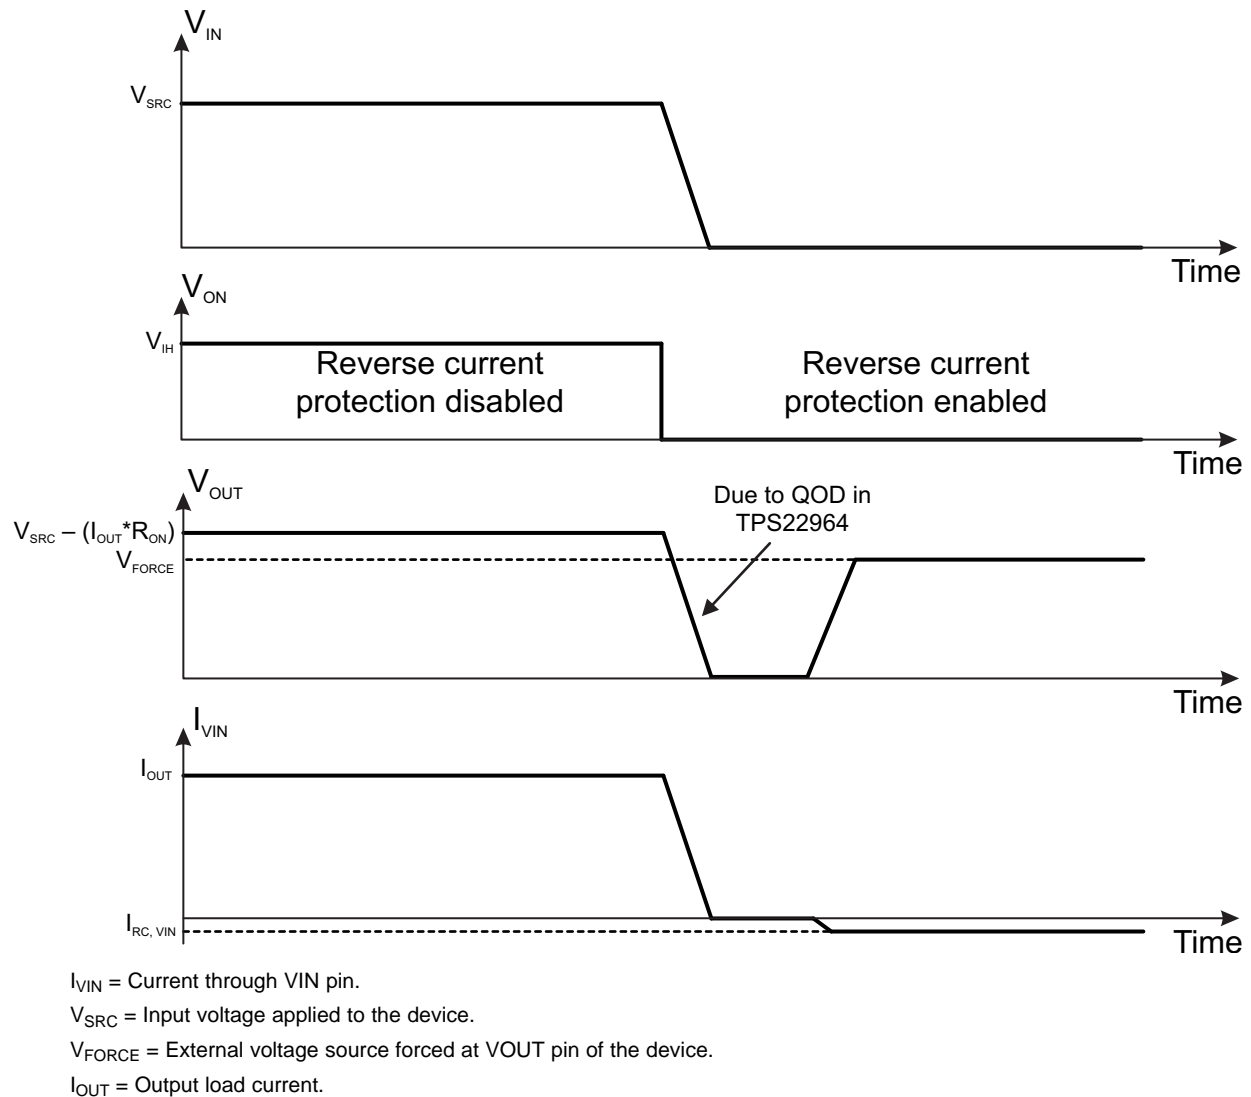 V_IN
V_SRC
Time
V_ON
V_IH
Reverse current
protection disabled
Reverse current
protection enabled
Time
V_OUT
Due to QOD in
TPS22964
V_SRC – (I_OUT*R_ON)
V_FORCE
Time
I_VIN
I_OUT
I_RC, VIN
Time
I_VIN = Current through VIN pin.
V_SRC = Input voltage applied to the device.
V_FORCE = External voltage source forced at VOUT pin of the device.
I_OUT = Output load current.